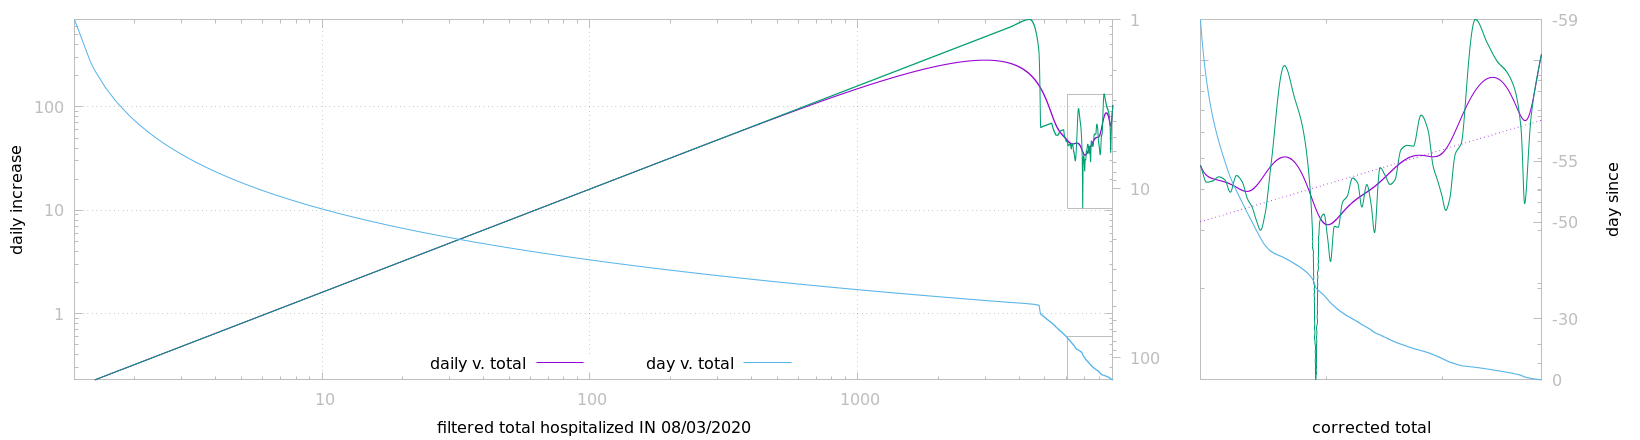 100
10
1
daily increase
1
10
100
10
100
1000
daily v. total
day v. total
filtered total hospitalized IN 08/03/2020
-59
-55
-50
-30
0
day since
corrected total